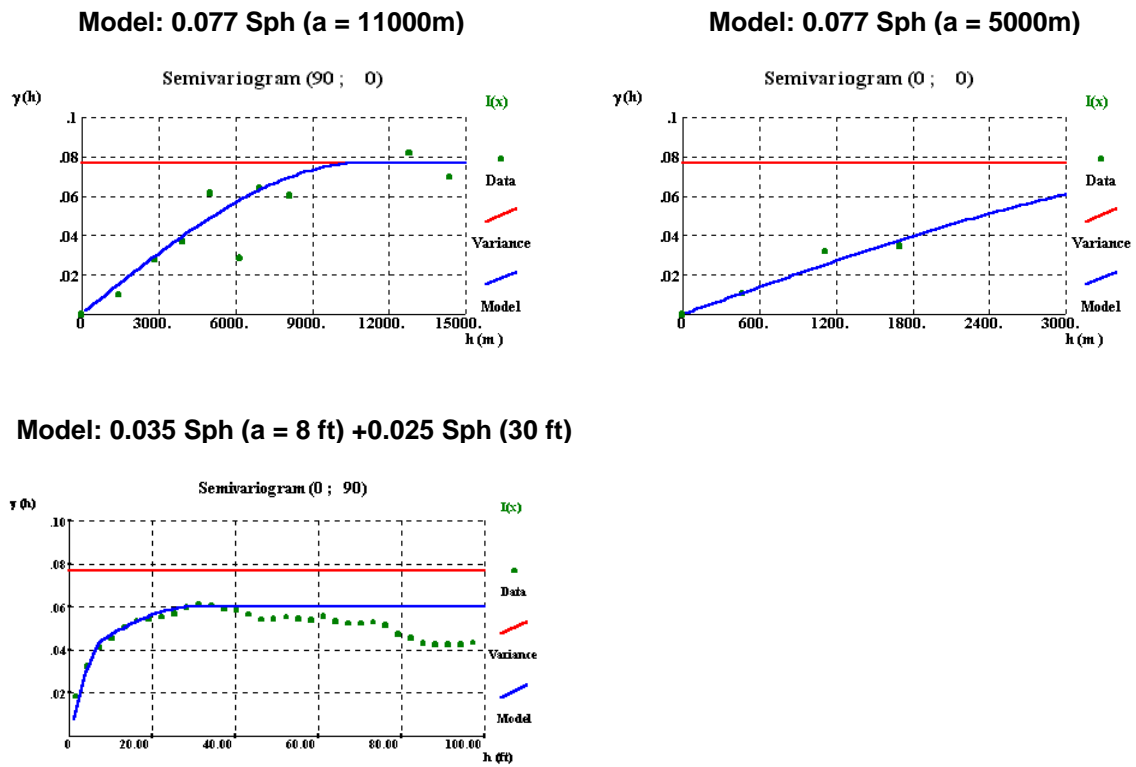 Model: 0.077 Sph (a = 11000m)
Semivariogram (90 ; 0)
γ(h)
I(x)
.1
.08
.06
.04
.02
0
3000.
6000.
9000.
12000.
15000.
h (m )
Data
Variance
Model
Model: 0.077 Sph (a = 5000m)
Semivariogram (0 ; 0)
γ(h)
I(x)
.1
.08
.06
.04
.02
0
600.
1200.
1800.
2400.
3000.
h (m )
Data
Variance
Model
Model: 0.035 Sph (a = 8 ft) +0.025 Sph (30 ft)
Semivariogram (0 ; 90)
γ (h)
I(x)
.10
.08
.06
.04
.02
0
20.00
40.00
60.00
80.00
100.00
h (ft)
Data
Variance
Model